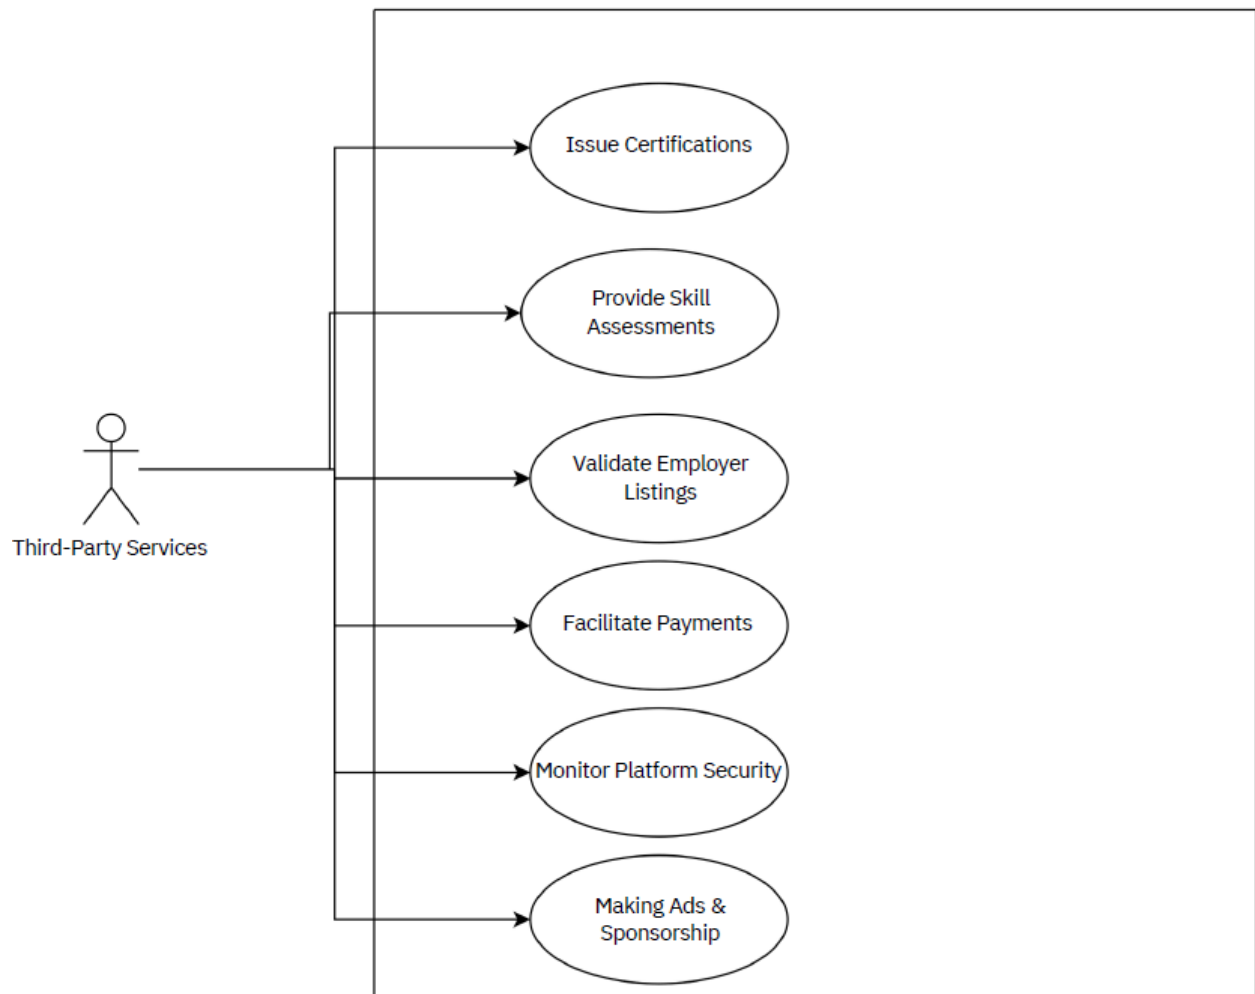 Issue Certifications
Provide Skill
Assessments
Validate Employer
Listings
Third-Party Services
Facilitate Payments
Monitor Platform Security
Making Ads &
Sponsorship